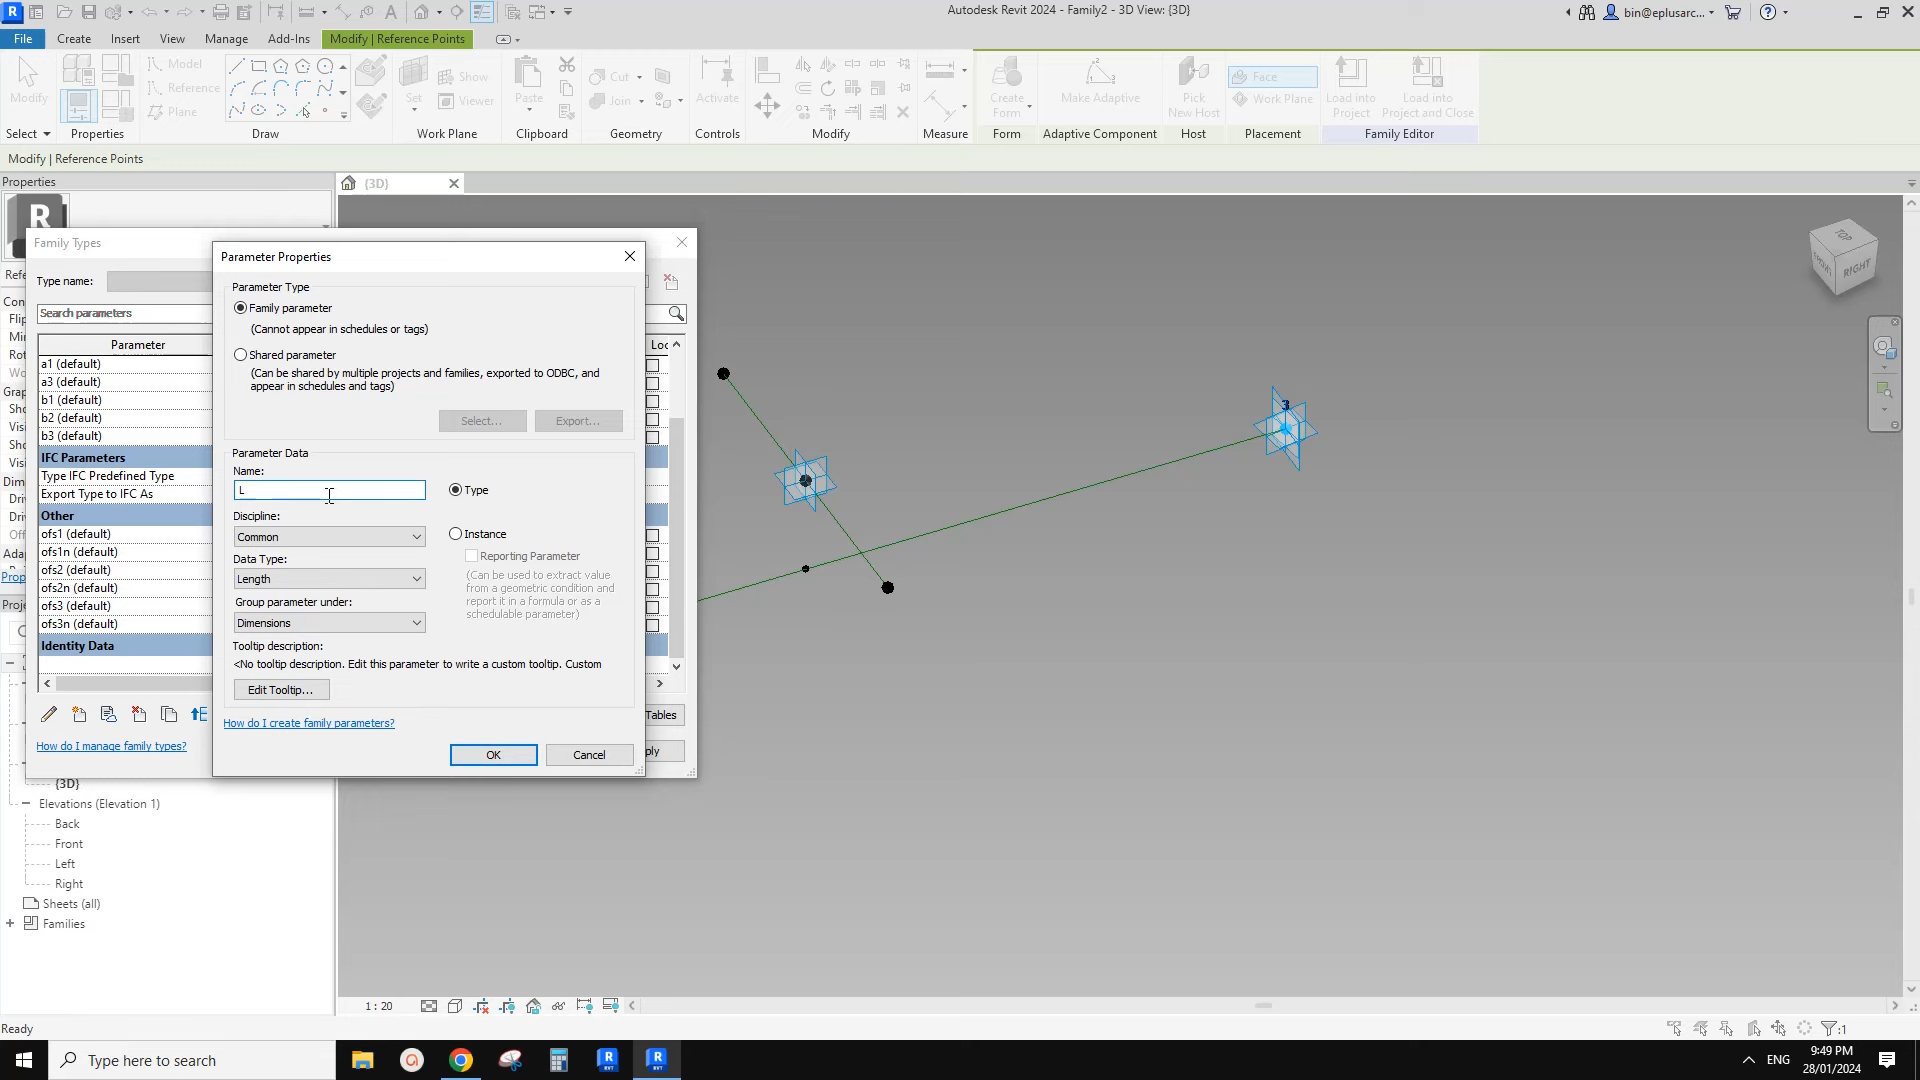 Autodesk Revit 2024 - Family2 - 3D View: {3D}
bin@eplusarc...
File Create Insert View Manage Add-Ins Modify | Reference Points
Modify
Model
Reference
Plane
Set
Show
Viewer
Paste
Cut
Join
Activate
Create
Form
Make Adaptive
Pick
New Host
Face
Work Plane
Load into
Project
Load into
Project and Close
Select Properties Draw Work Plane Clipboard Geometry Controls Modify Measure Form Adaptive Component Host Placement Family Editor
Modify | Reference Points
Properties
{3D}
R
Family Types
Type name:
Search parameters
Parameter
Loc
a1 (default)
a3 (default)
b1 (default)
b2 (default)
b3 (default)
IFC Parameters
Type IFC Predefined Type
Export Type to IFC As
Other
ofs1 (default)
ofs1n (default)
ofs2 (default)
ofs2n (default)
ofs3 (default)
ofs3n (default)
Identity Data
Tables
How do I manage family types?
Parameter Properties
Parameter Type
Family parameter
(Cannot appear in schedules or tags)
Shared parameter
(Can be shared by multiple projects and families, exported to ODBC, and
appear in schedules and tags)
Select...
Export...
Parameter Data
Name:
L
Type
Discipline:
Common
Instance
Data Type:
Reporting Parameter
Length
(Can be used to extract value
from a geometric condition and
report it in a formula or as a
schedulable parameter)
Group parameter under:
Dimensions
Tooltip description:
<No tooltip description. Edit this parameter to write a custom tooltip. Custom
Edit Tooltip...
How do I create family parameters?
OK
Cancel
3
TOP
FRONT
RIGHT
{3D}
Elevations (Elevation 1)
Back
Front
Left
Right
Sheets (all)
Families
1 : 20
Ready
:1
Type here to search
ENG
9:49 PM
28/01/2024